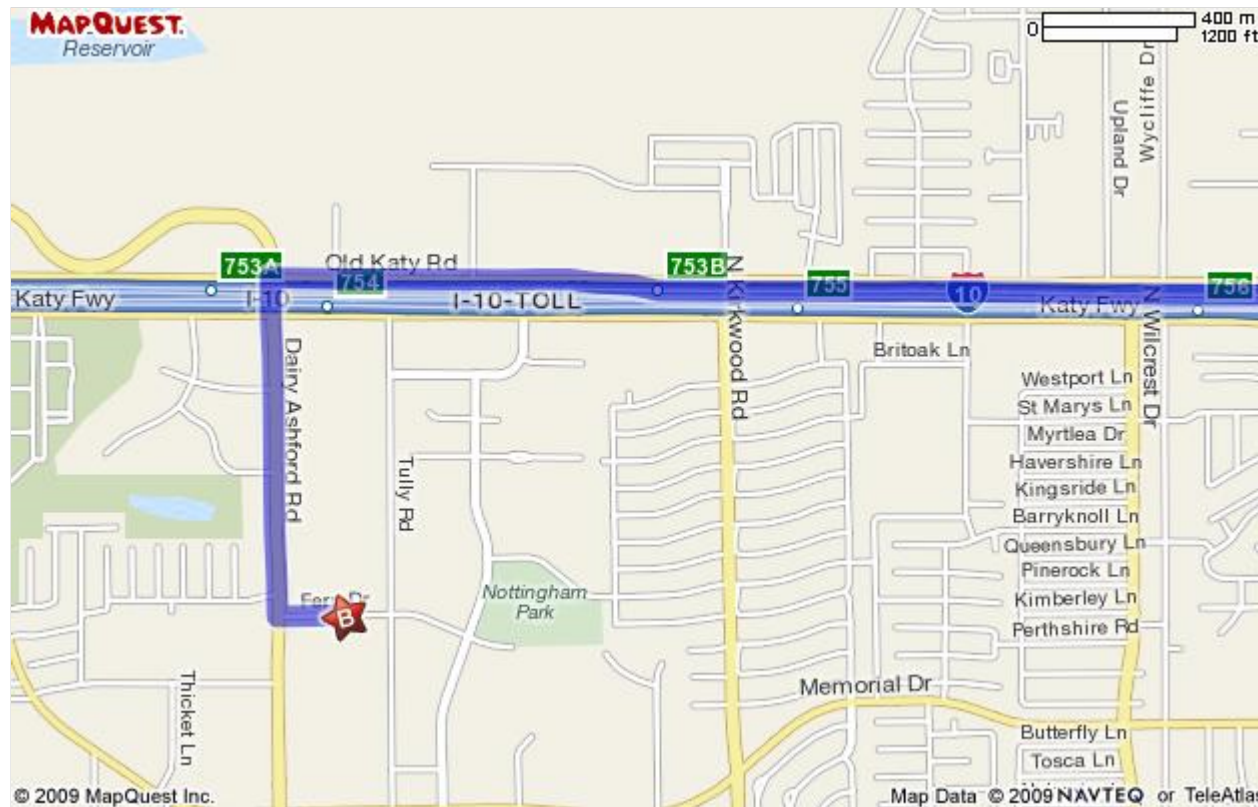 MAPQUEST.
Reservoir
0
400 m
1200 ft
Wycliffe Dr
Upland Dr
753A
Old Katy Rd
754
753B
755
10
756
Katy Fwy
I-10
I-10-TOLL
Katy Fwy
N Kirkwood Rd
N Wilcrest Dr
Dairy Ashford Rd
Britoak Ln
Westport Ln
St Marys Ln
Myrtlea Dr
Havershire Ln
Kingsride Ln
Barryknoll Ln
Queensbury Ln
Pinerock Ln
Kimberley Ln
Perthshire Rd
Tully Rd
Nottingham
Park
B
Thicket Ln
Memorial Dr
Butterfly Ln
Tosca Ln
© 2009 MapQuest Inc.
Map Data © 2009 NAVTEQ or TeleAtla